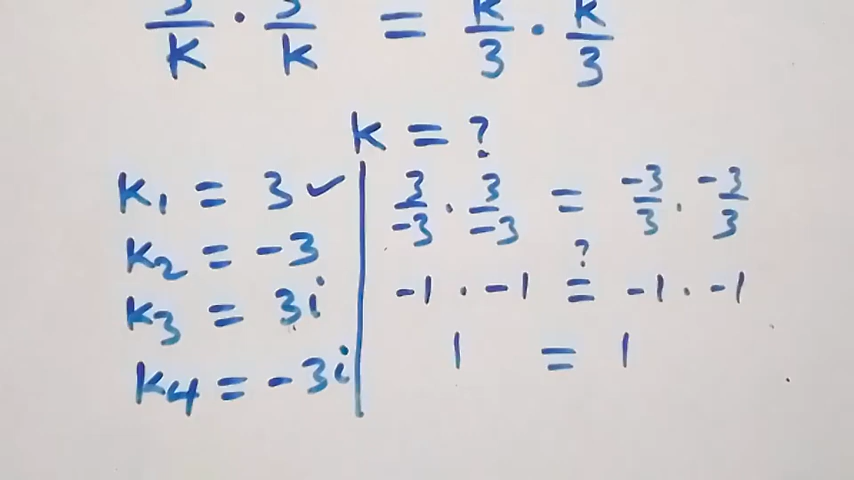 3/K · 3/K = K/3 · K/3
K = ?
K₁ = 3 ✓
K₂ = -3
K₃ = 3i
K₄ = -3i
3/-3 · 3/-3 = -3/3 · -3/3
-1 · -1 ≟ -1 · -1
1 = 1